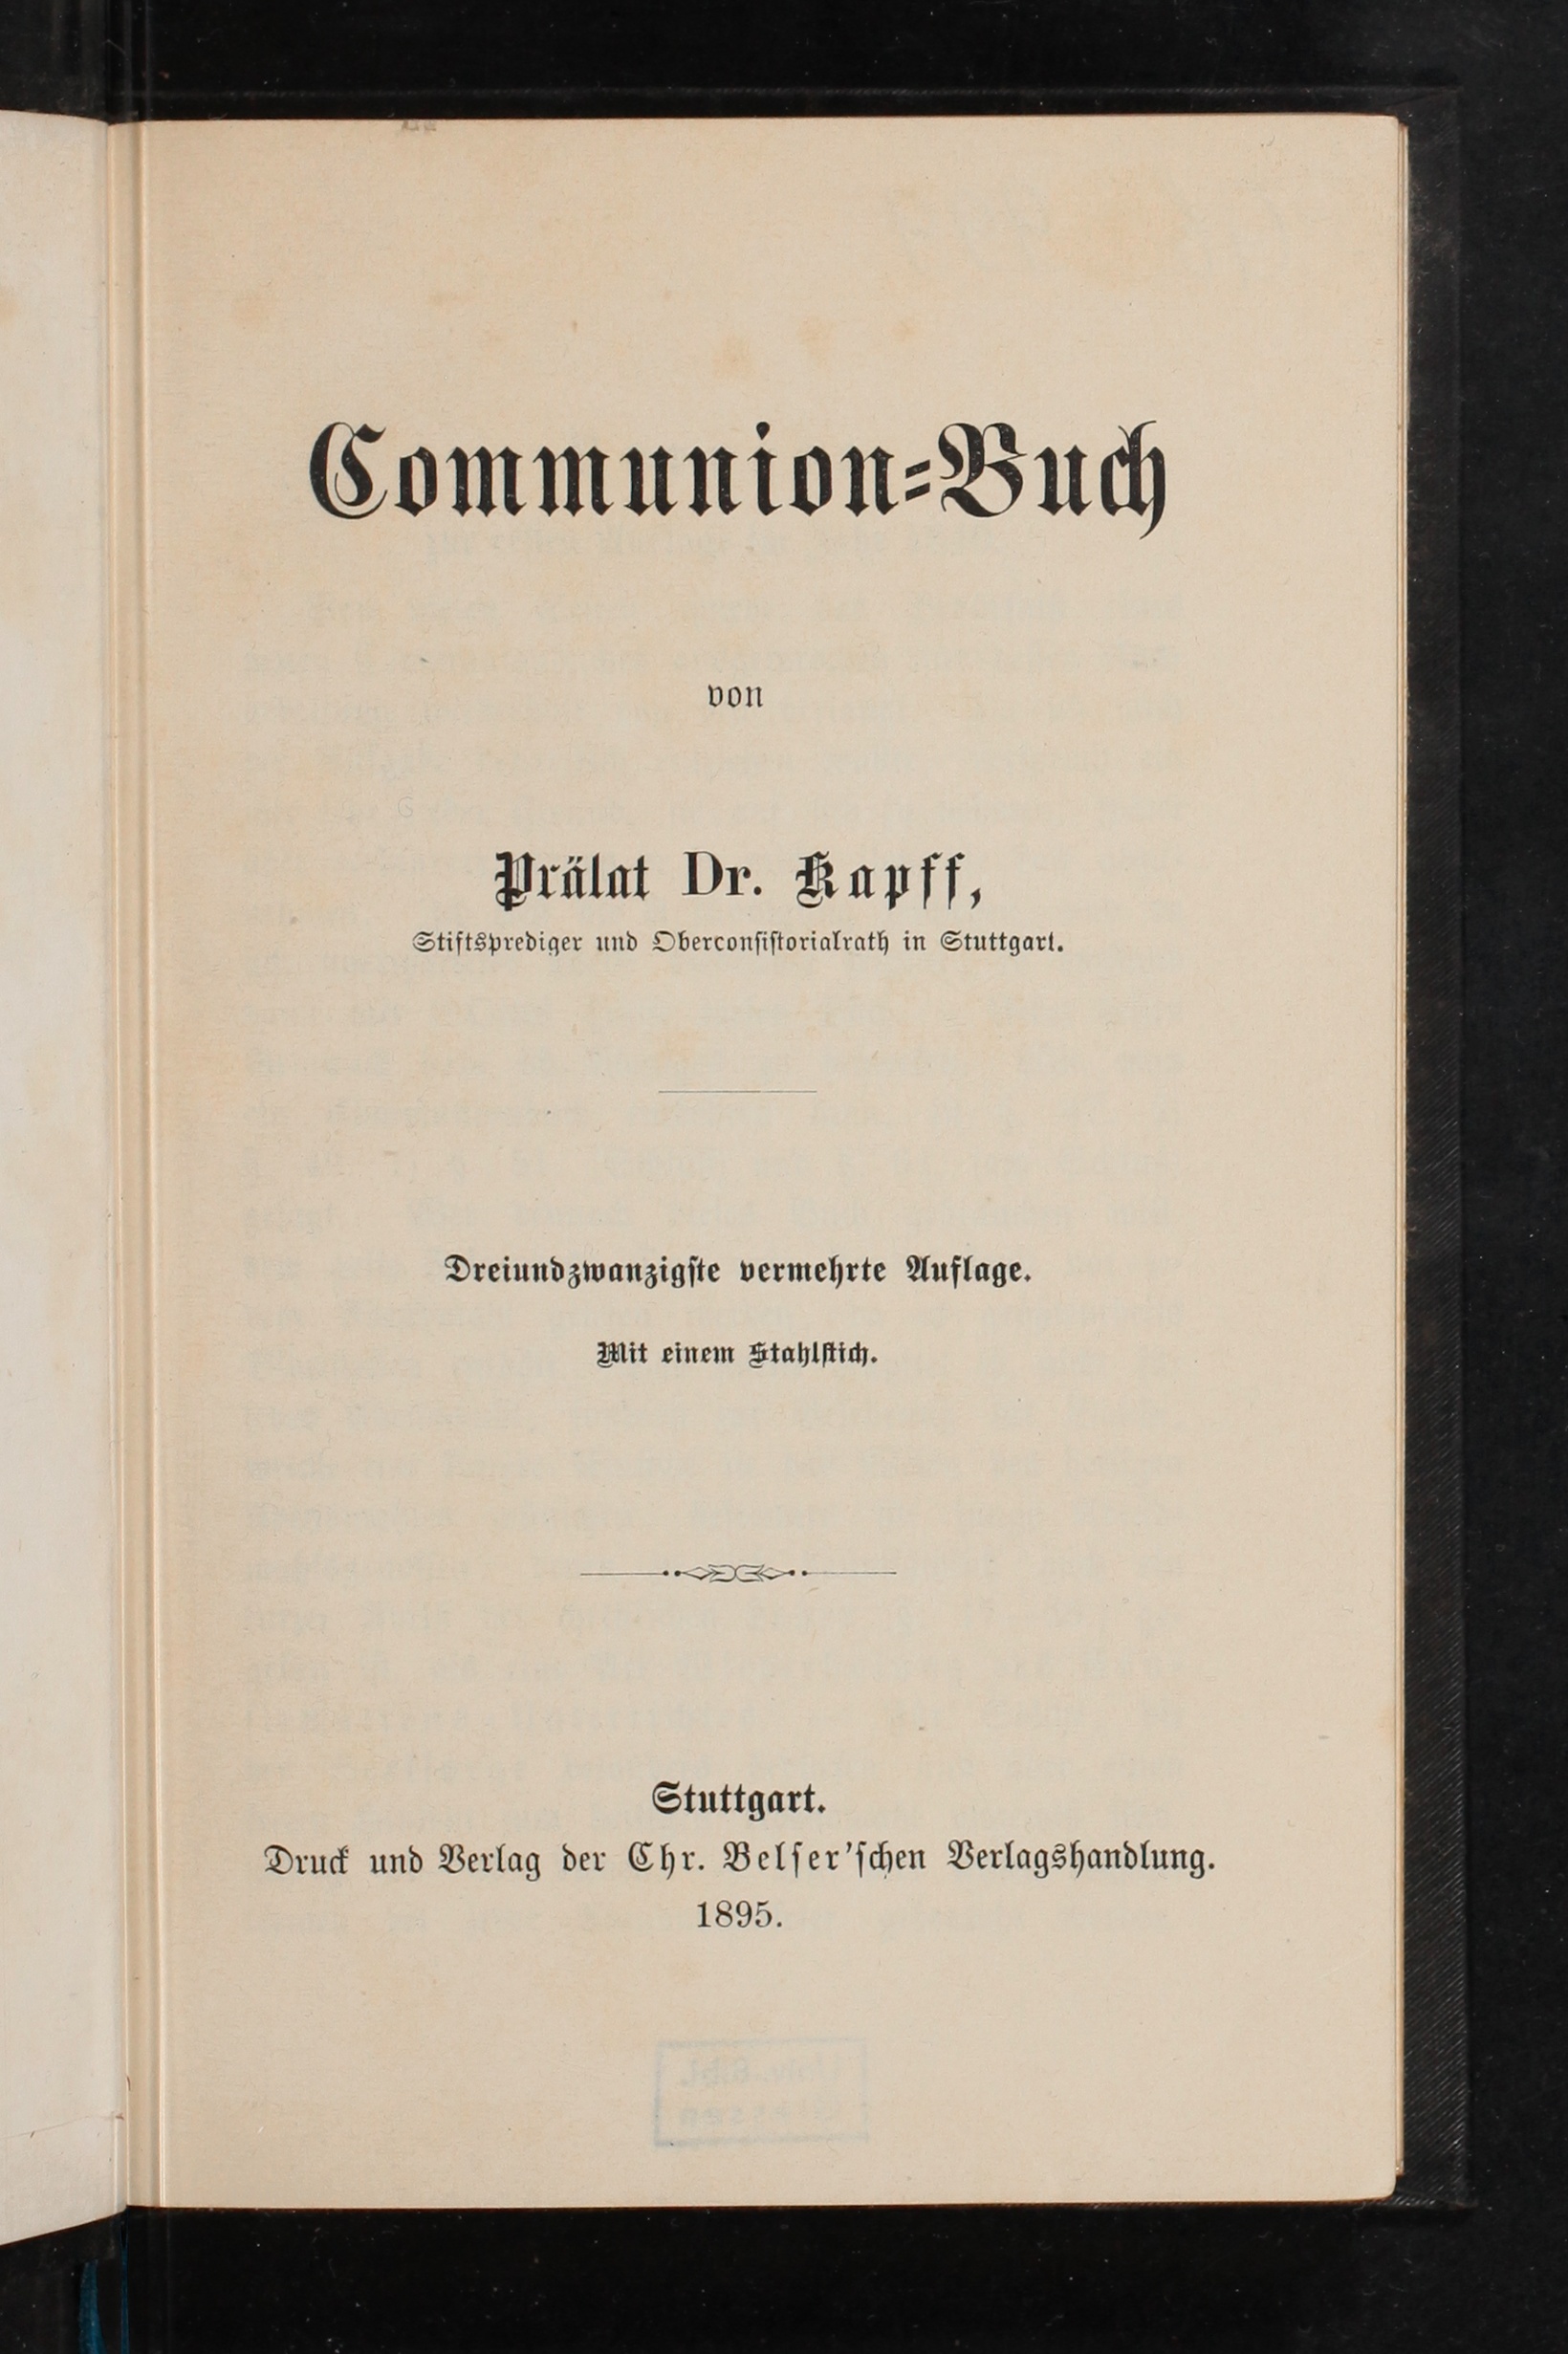 Communion-Buch
von
Prälat Dr. Kapff,
Stiftsprediger und Oberconſiſtorialrath in Stuttgart.
Dreiundzwanzigſte vermehrte Auflage.
Mit einem Stahlſtich.
Stuttgart.
Druck und Verlag der Chr. Belſer'ſchen Verlagshandlung.
1895.